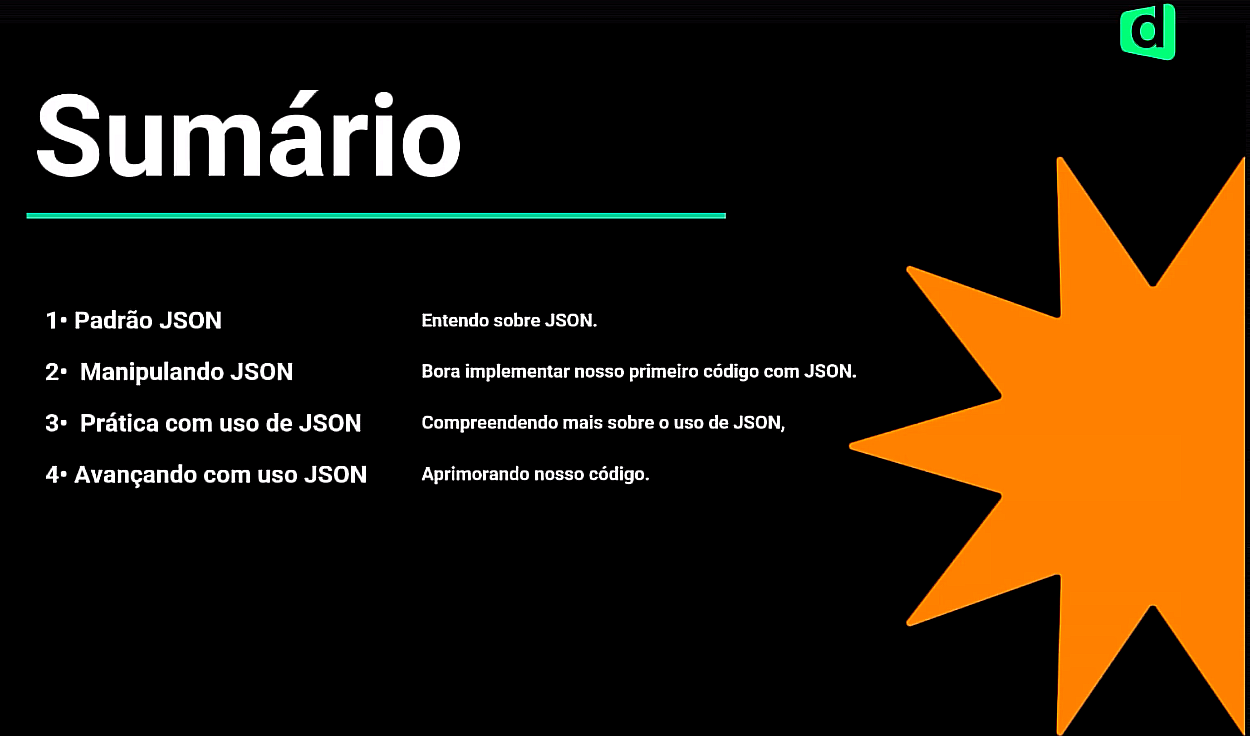 d
Sumário
1• Padrão JSON Entendo sobre JSON.
2• Manipulando JSON Bora implementar nosso primeiro código com JSON.
3• Prática com uso de JSON Compreendendo mais sobre o uso de JSON,
4• Avançando com uso JSON Aprimorando nosso código.